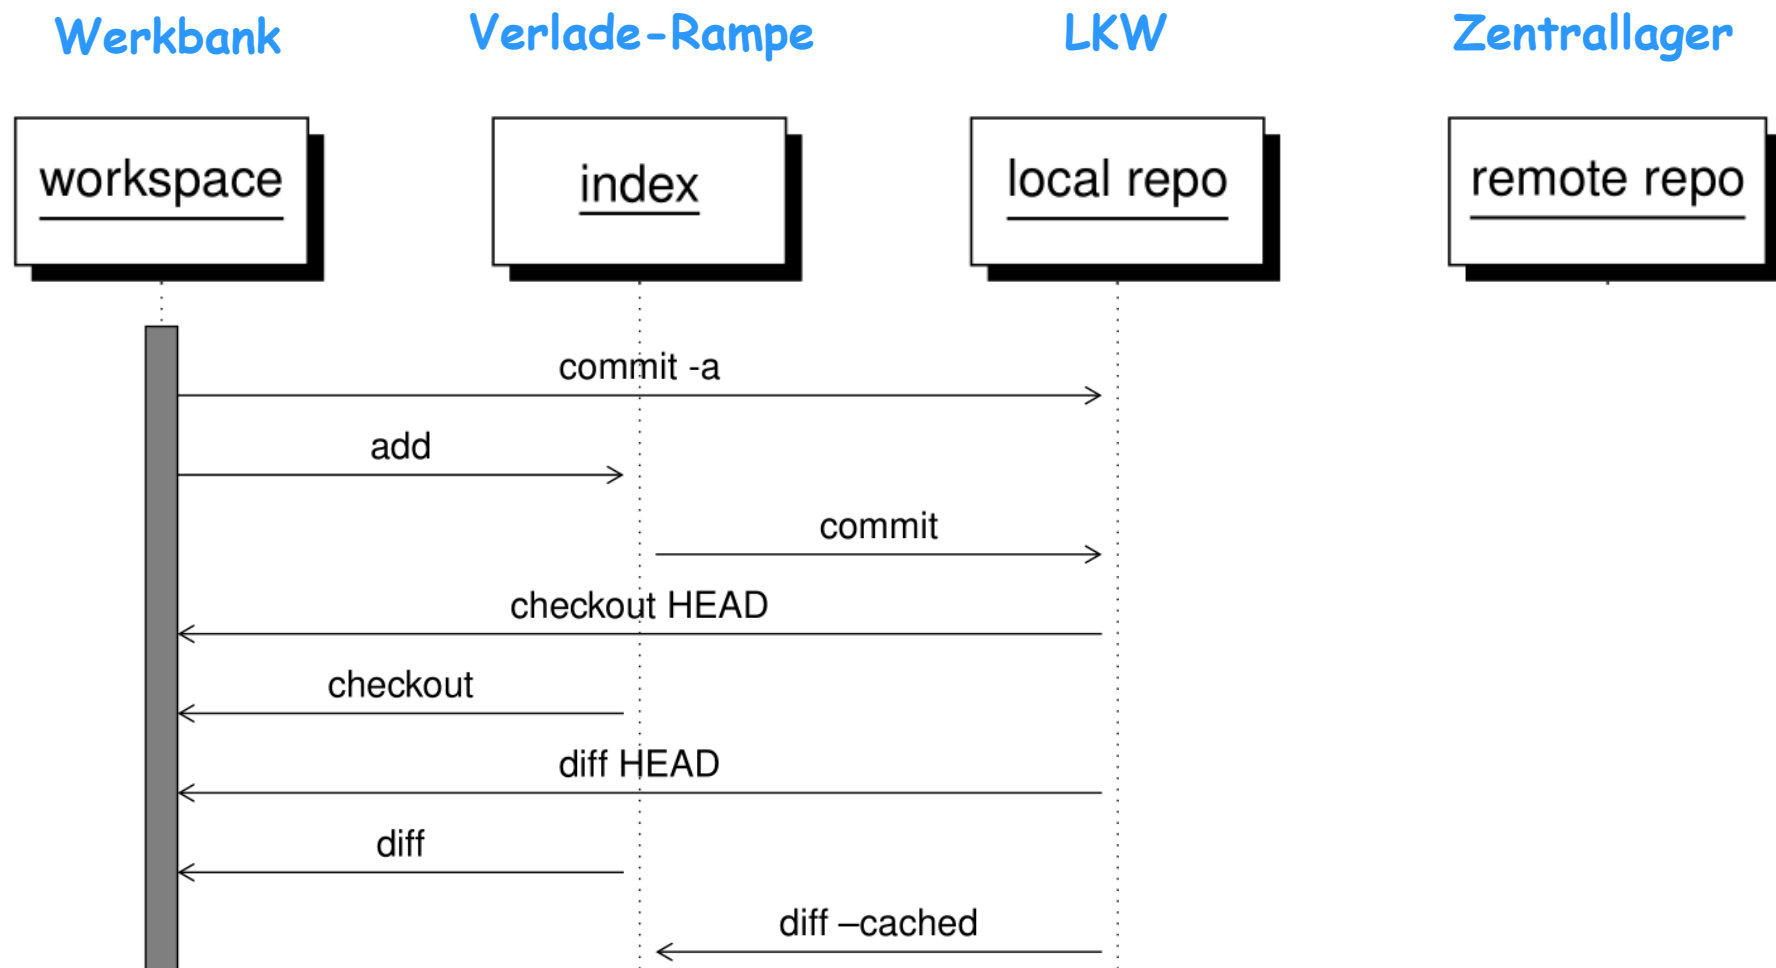 Werkbank Verlade-Rampe LKW Zentrallager
workspace index local repo remote repo
commit -a
add
commit
checkout HEAD
checkout
diff HEAD
diff
diff –cached